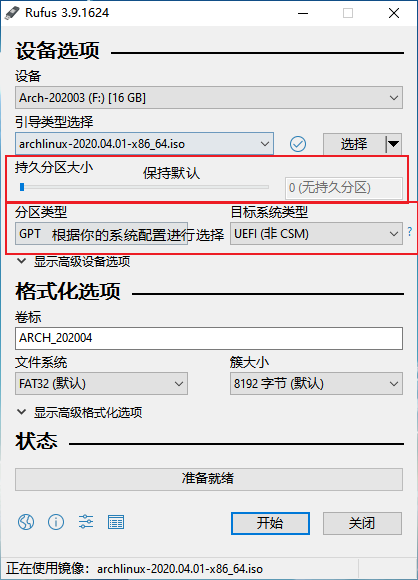 Rufus 3.9.1624
设备选项
设备
Arch-202003 (F:) [16 GB]
引导类型选择
archlinux-2020.04.01-x86_64.iso
选择
持久分区大小
保持默认
0 (无持久分区)
分区类型
目标系统类型
GPT
根据你的系统配置进行选择
UEFI (非 CSM)
?
显示高级设备选项
格式化选项
卷标
ARCH_202004
文件系统
簇大小
FAT32 (默认)
8192 字节 (默认)
显示高级格式化选项
状态
准备就绪
开始
关闭
正在使用镜像：archlinux-2020.04.01-x86_64.iso